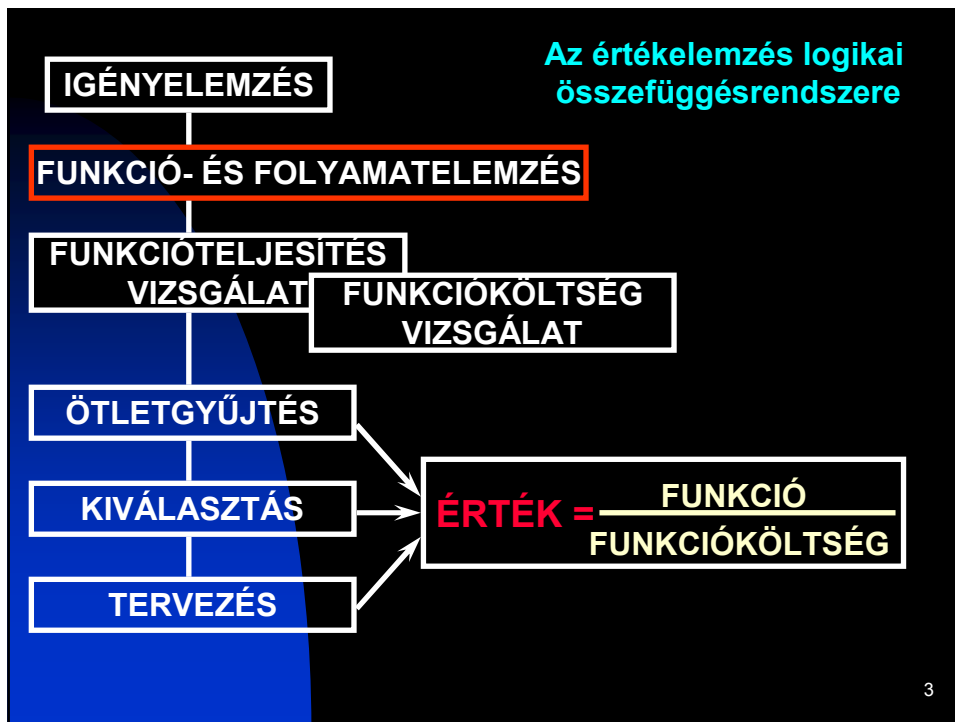 Az értékelemzés logikai
összefüggésrendszere
IGÉNYELEMZÉS
FUNKCIÓ- ÉS FOLYAMATELEMZÉS
FUNKCIÓTELJESÍTÉS
VIZSGÁLAT
FUNKCIÓKÖLTSÉG
VIZSGÁLAT
ÖTLETGYŰJTÉS
KIVÁLASZTÁS
TERVEZÉS
ÉRTÉK =
FUNKCIÓ
FUNKCIÓKÖLTSÉG
3